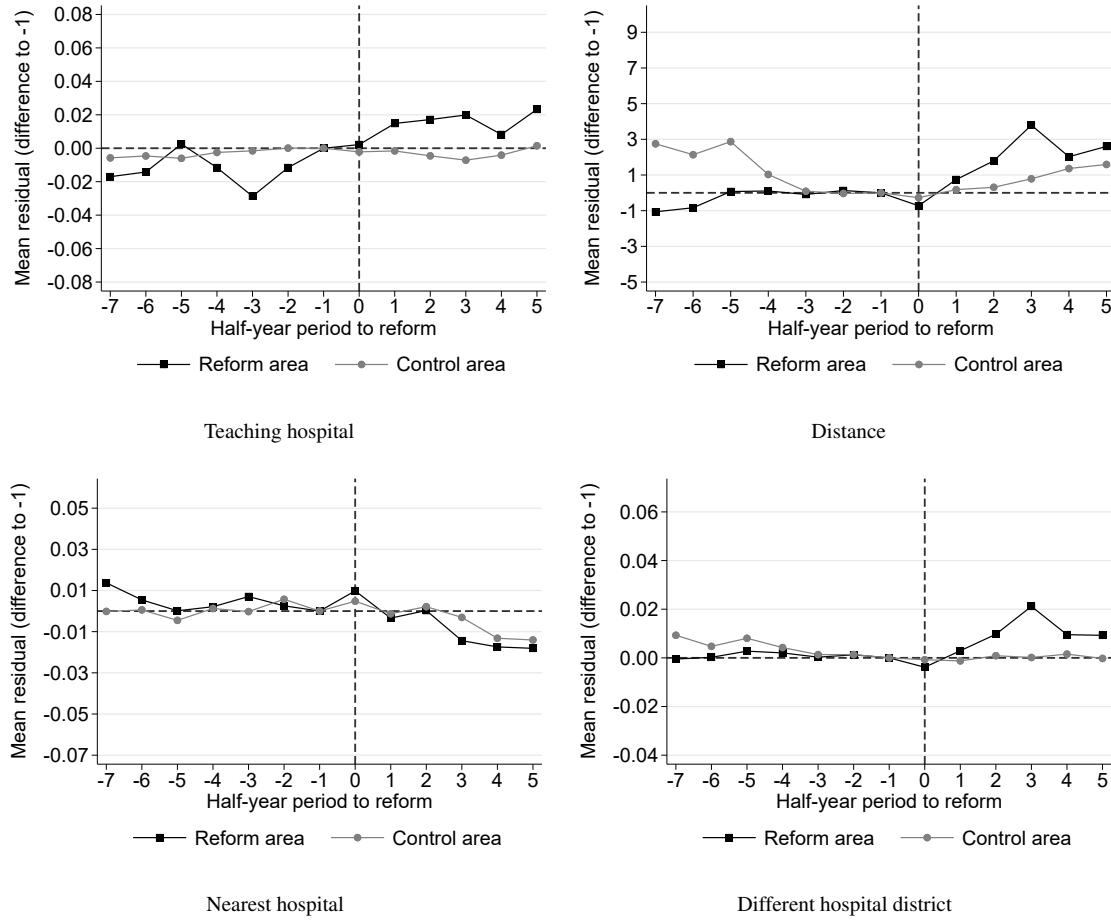 Mean residual (difference to -1)
0.08
0.06
0.04
0.02
0.00
-0.02
-0.04
-0.06
-0.08
-7 -6 -5 -4 -3 -2 -1 0 1 2 3 4 5
Half-year period to reform
Reform area Control area
Teaching hospital
Mean residual (difference to -1)
9
7
5
3
1
-1
-3
-5
-7 -6 -5 -4 -3 -2 -1 0 1 2 3 4 5
Half-year period to reform
Reform area Control area
Distance
Mean residual (difference to -1)
0.05
0.03
0.01
-0.01
-0.03
-0.05
-0.07
-7 -6 -5 -4 -3 -2 -1 0 1 2 3 4 5
Half-year period to reform
Reform area Control area
Nearest hospital
Mean residual (difference to -1)
0.06
0.04
0.02
0.00
-0.02
-0.04
-7 -6 -5 -4 -3 -2 -1 0 1 2 3 4 5
Half-year period to reform
Reform area Control area
Different hospital district